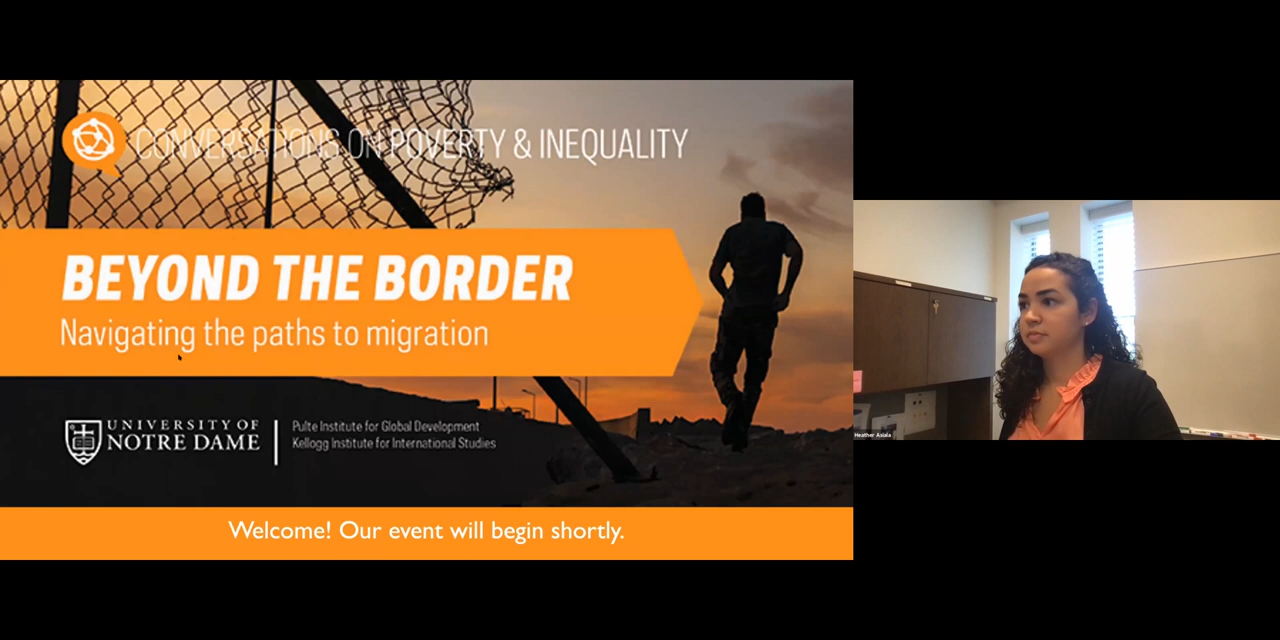 CONVERSATIONS ON POVERTY & INEQUALITY
BEYOND THE BORDER
Navigating the paths to migration
UNIVERSITY OF
NOTRE DAME
Pulte Institute for Global Development
Kellogg Institute for International Studies
Welcome! Our event will begin shortly.
Heather Asiala